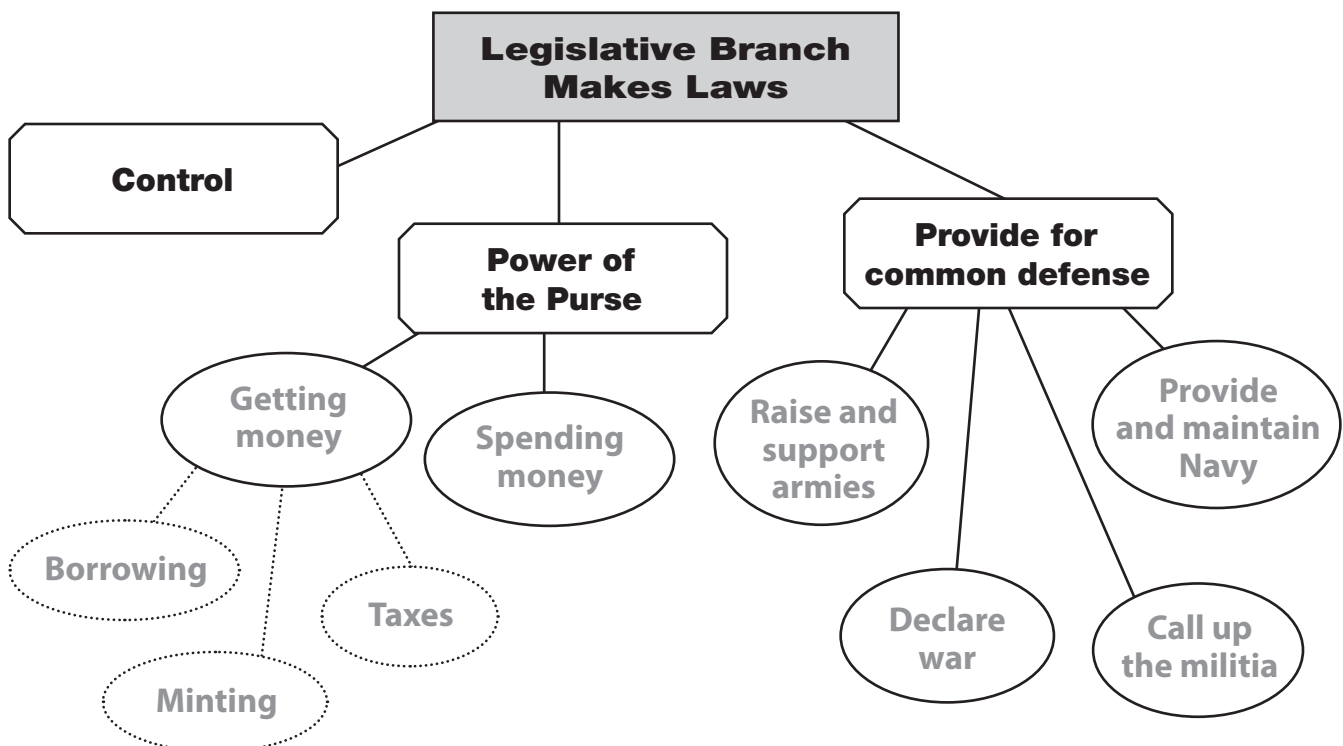 Legislative Branch
Makes Laws
Control
Power of
the Purse
Provide for
common defense
Getting
money
Spending
money
Raise and
support
armies
Provide
and maintain
Navy
Borrowing
Taxes
Minting
Declare
war
Call up
the militia